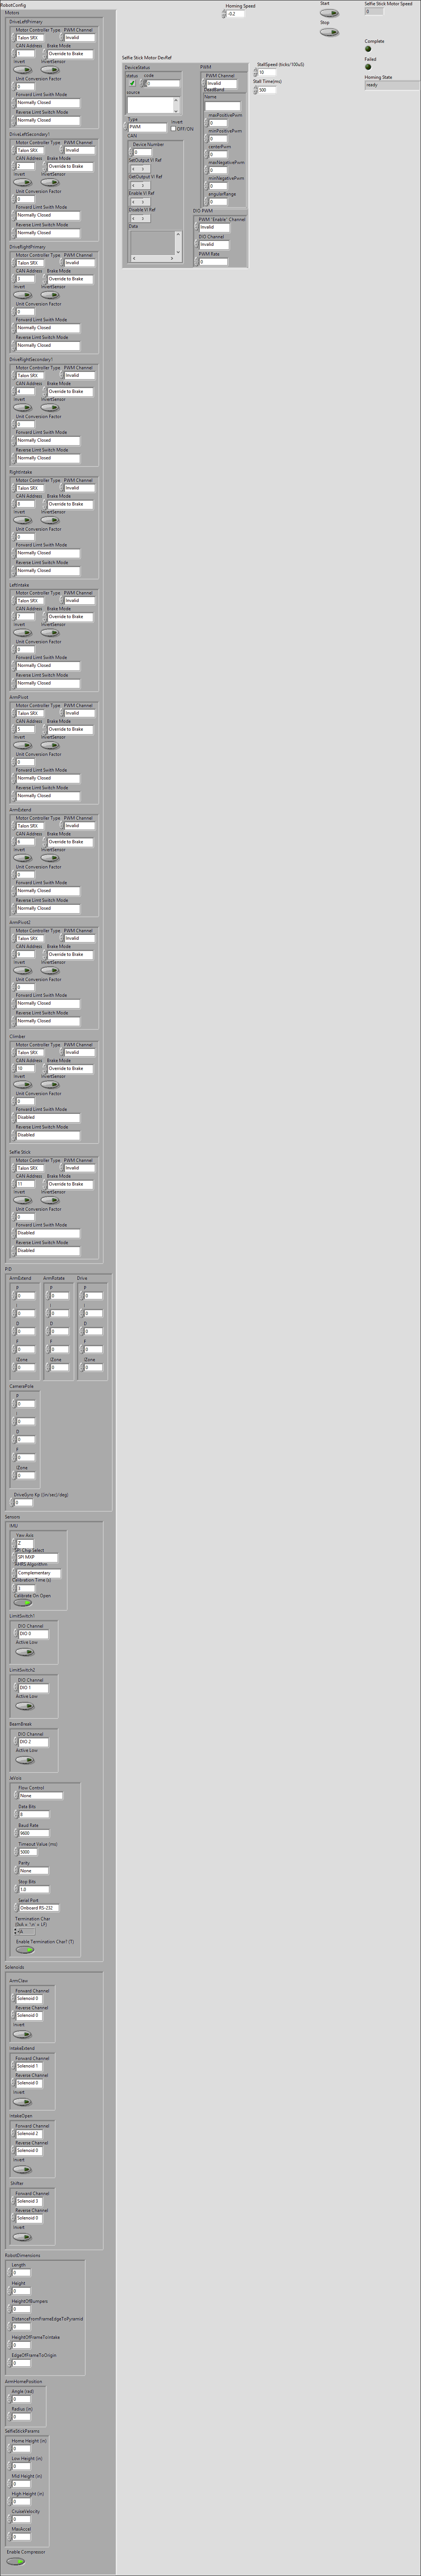 RobotConfig
Motors
DriveLeftPrimary
Motor Controller Type PWM Channel
Talon SRX Invalid
CAN Address Brake Mode
1 Override to Brake
Invert InvertSensor
Unit Conversion Factor
0
Forward Limt Swith Mode
Normally Closed
Reverse Limit Switch Mode
Normally Closed
DriveLeftSecondary1
Motor Controller Type PWM Channel
Talon SRX Invalid
CAN Address Brake Mode
2 Override to Brake
Invert InvertSensor
Unit Conversion Factor
0
Forward Limt Swith Mode
Normally Closed
Reverse Limit Switch Mode
Normally Closed
DriveRightPrimary
Motor Controller Type PWM Channel
Talon SRX Invalid
CAN Address Brake Mode
3 Override to Brake
Invert InvertSensor
Unit Conversion Factor
0
Forward Limt Swith Mode
Normally Closed
Reverse Limit Switch Mode
Normally Closed
DriveRightSecondary1
Motor Controller Type PWM Channel
Talon SRX Invalid
CAN Address Brake Mode
4 Override to Brake
Invert InvertSensor
Unit Conversion Factor
0
Forward Limt Swith Mode
Normally Closed
Reverse Limit Switch Mode
Normally Closed
RightIntake
Motor Controller Type PWM Channel
Talon SRX Invalid
CAN Address Brake Mode
8 Override to Brake
Invert InvertSensor
Unit Conversion Factor
0
Forward Limt Swith Mode
Normally Closed
Reverse Limit Switch Mode
Normally Closed
LeftIntake
Motor Controller Type PWM Channel
Talon SRX Invalid
CAN Address Brake Mode
7 Override to Brake
Invert InvertSensor
Unit Conversion Factor
0
Forward Limt Swith Mode
Normally Closed
Reverse Limit Switch Mode
Normally Closed
ArmPivot
Motor Controller Type PWM Channel
Talon SRX Invalid
CAN Address Brake Mode
5 Override to Brake
Invert InvertSensor
Unit Conversion Factor
0
Forward Limt Swith Mode
Normally Closed
Reverse Limit Switch Mode
Normally Closed
ArmExtend
Motor Controller Type PWM Channel
Talon SRX Invalid
CAN Address Brake Mode
6 Override to Brake
Invert InvertSensor
Unit Conversion Factor
0
Forward Limt Swith Mode
Normally Closed
Reverse Limit Switch Mode
Normally Closed
ArmPivot2
Motor Controller Type PWM Channel
Talon SRX Invalid
CAN Address Brake Mode
9 Override to Brake
Invert InvertSensor
Unit Conversion Factor
0
Forward Limt Swith Mode
Normally Closed
Reverse Limit Switch Mode
Normally Closed
Climber
Motor Controller Type PWM Channel
Talon SRX Invalid
CAN Address Brake Mode
10 Override to Brake
Invert InvertSensor
Unit Conversion Factor
0
Forward Limt Swith Mode
Disabled
Reverse Limit Switch Mode
Disabled
Selfie Stick
Motor Controller Type PWM Channel
Talon SRX Invalid
CAN Address Brake Mode
11 Override to Brake
Invert InvertSensor
Unit Conversion Factor
0
Forward Limt Swith Mode
Disabled
Reverse Limit Switch Mode
Disabled
PID
ArmExtend ArmRotate Drive
P P P
0 0 0
I I I
0 0 0
D D D
0 0 0
F F F
0 0 0
IZone IZone IZone
0 0 0
CameraPole
P
0
I
0
D
0
F
0
IZone
0
DriveGyro Kp ((in/sec)/deg)
0
Sensors
IMU
Yaw Axis
Z
SPI Chip Select
SPI MXP
AHRS Algorithm
Complementary
Calibration Time (s)
3
Calibrate On Open
LimitSwitch1
DIO Channel
DIO 0
Active Low
LimitSwitch2
DIO Channel
DIO 1
Active Low
BeamBreak
DIO Channel
DIO 2
Active Low
Flow Control
None
Data Bits
8
Baud Rate
9600
Timeout Value (ms)
5000
Parity
None
Stop Bits
1.0
Serial Port
Onboard RS-232
Termination Char
(0xA = '\n' = LF)
Enable Termination Char? (T)
Solenoids
ArmClaw
Forward Channel
Solenoid 0
Reverse Channel
Solenoid 0
Invert
IntakeExtend
Forward Channel
Solenoid 1
Reverse Channel
Solenoid 0
Invert
IntakeOpen
Forward Channel
Solenoid 2
Reverse Channel
Solenoid 0
Invert
Shifter
Forward Channel
Solenoid 3
Reverse Channel
Solenoid 0
Invert
RobotDimensions
Length
0
Height
0
HeightOfBumpers
0
DistanceFromFrameEdgeToPyramid
0
HeightOfFrameToIntake
0
EdgeOfFrameToOrigin
0
ArmHomePosition
Angle (rad)
0
Radius (in)
0
SelfieStickParams
Home Height (in)
0
Low Height (in)
0
Mid Height (in)
0
High Height (in)
0
CruiseVelocity
0
MaxAccel
0
Enable Compressor
Selfie Stick Motor DevRef
DeviceStatus
status code
0
source
Type
PWM
Invert
OFF/ON
CAN
Device Number
0
SetOutput VI Ref
GetOutput VI Ref
Enable VI Ref
Disable VI Ref
Data
PWM
PWM Channel
Invalid
DeadBand
Name
maxPositivePwm
0
minPositivePwm
0
centerPwm
0
maxNegativePwm
0
minNegativePwm
0
angularRange
0
DIO PWM
PWM "Enable" Channel
Invalid
DIO Channel
Invalid
PWM Rate
0
Homing Speed
-0.2
StallSpeed (ticks/100uS)
10
Stall Time(ms)
500
Start
Stop
Selfie Stick Motor Speed
0
Complete
Failed
Homing State
ready